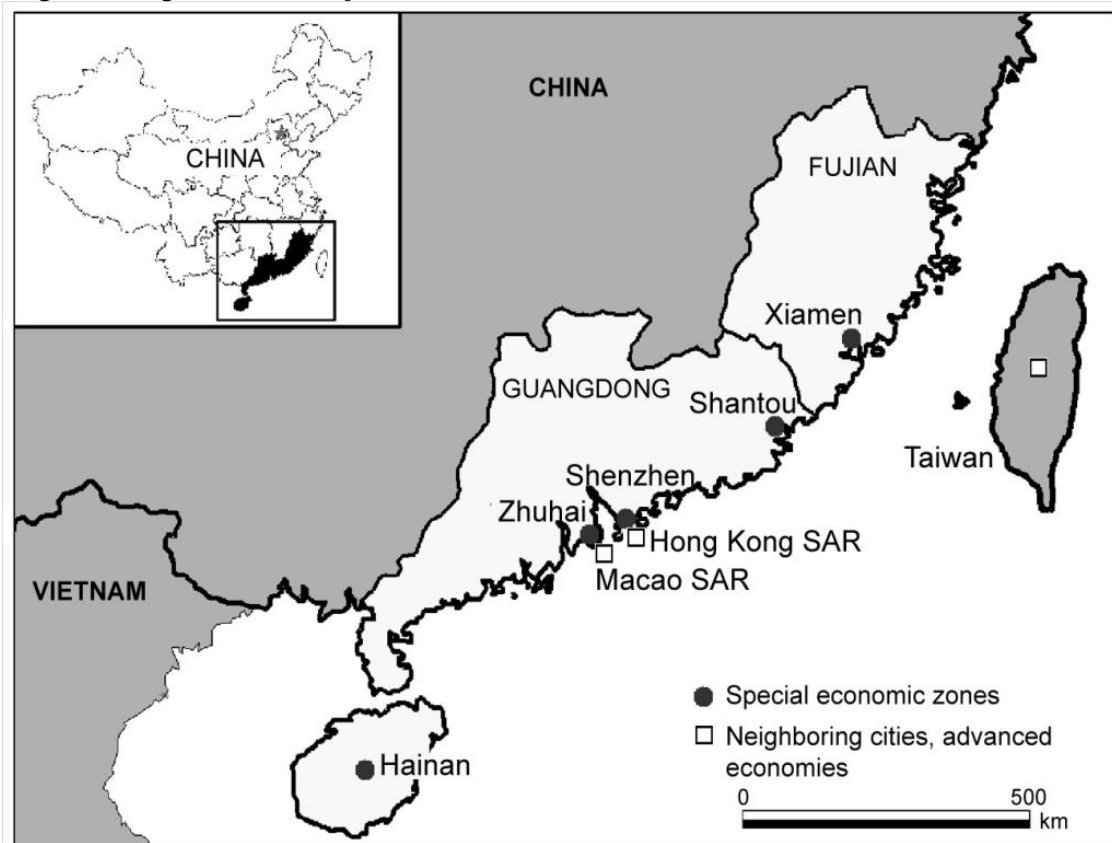 CHINA
CHINA
FUJIAN
Xiamen
GUANGDONG
Shantou
Taiwan
Shenzhen
Zhuhai
Hong Kong SAR
Macao SAR
VIETNAM
Hainan
Special economic zones
Neighboring cities, advanced
economies
0 500
km